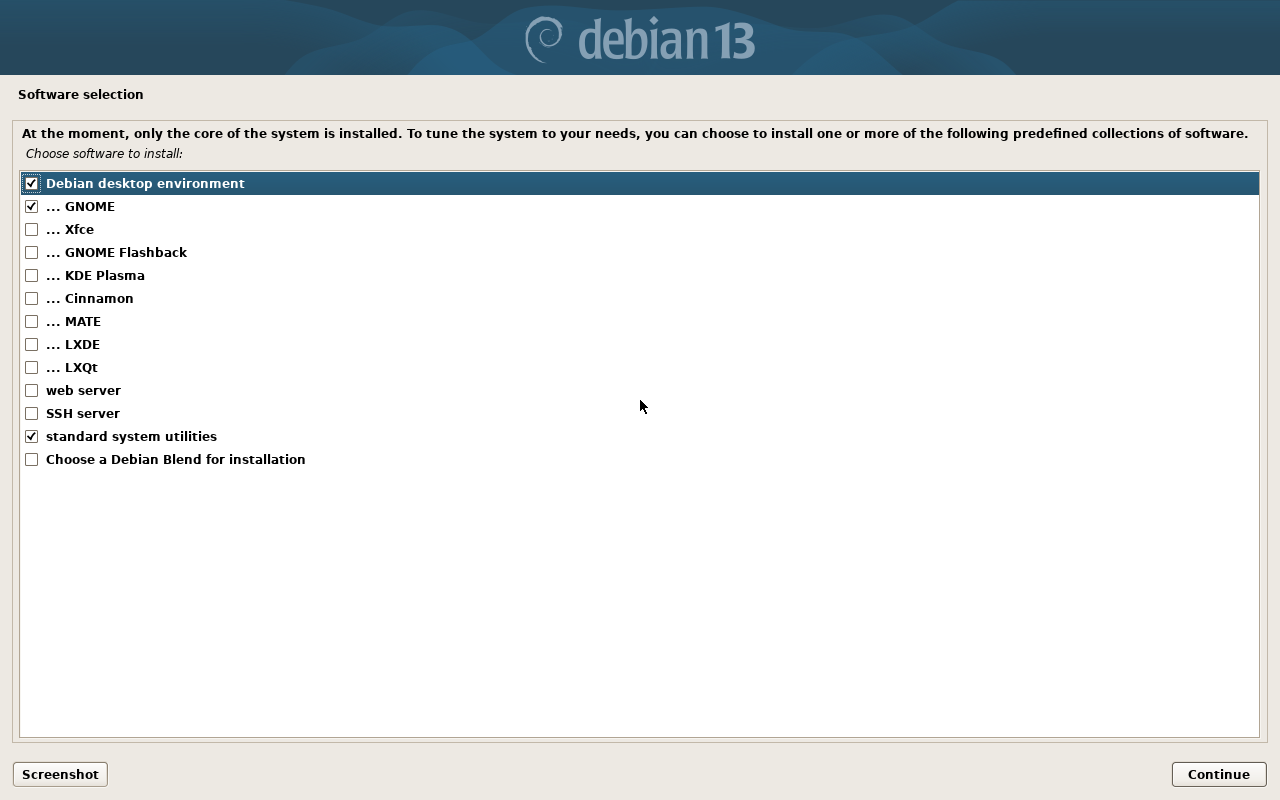 debian 13
Software selection
At the moment, only the core of the system is installed. To tune the system to your needs, you can choose to install one or more of the following predefined collections of software.
Choose software to install:
Debian desktop environment
... GNOME
... Xfce
... GNOME Flashback
... KDE Plasma
... Cinnamon
... MATE
... LXDE
... LXQt
web server
SSH server
standard system utilities
Choose a Debian Blend for installation
Screenshot
Continue